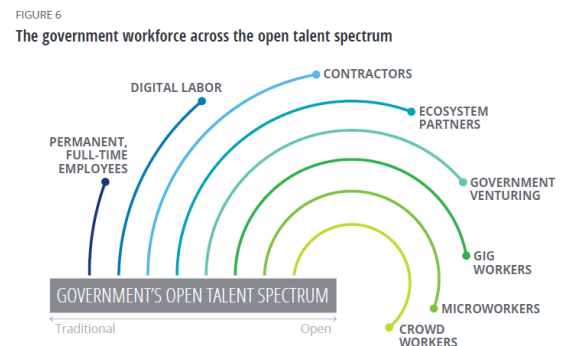 FIGURE 6
The government workforce across the open talent spectrum
CONTRACTORS
DIGITAL LABOR
ECOSYSTEM
PARTNERS
PERMANENT,
FULL-TIME
EMPLOYEES
GOVERNMENT
VENTURING
GIG
WORKERS
GOVERNMENT'S OPEN TALENT SPECTRUM
MICROWORKERS
Traditional
Open
CROWD
WORKERS